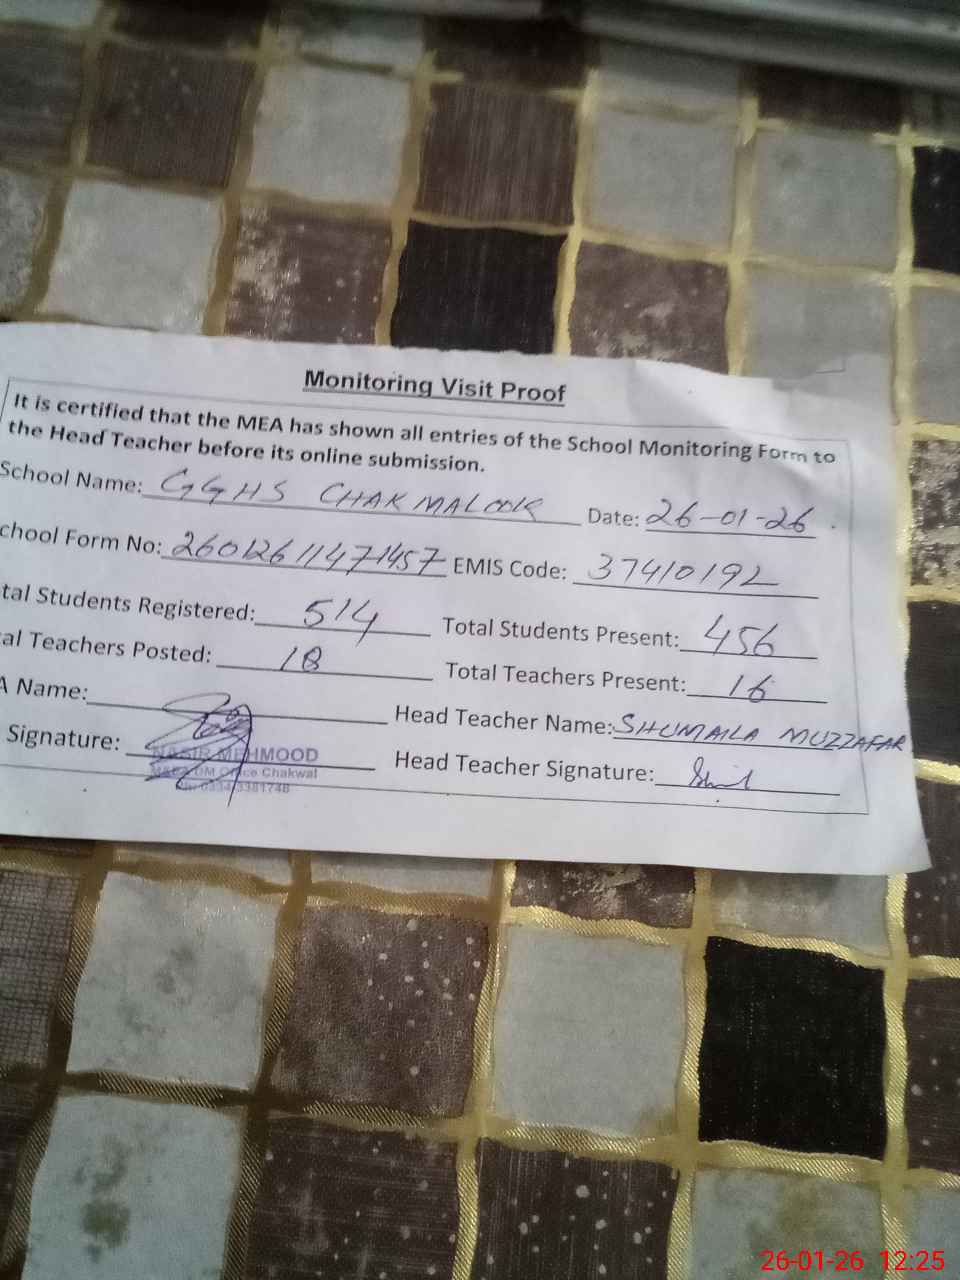 Monitoring Visit Proof
It is certified that the MEA has shown all entries of the School Monitoring Form to
the Head Teacher before its online submission.
School Name: GGHS CHAKMALOOK Date: 26-01-26
chool Form No: 26012611471457 EMIS Code: 37410192
tal Students Registered: 514 Total Students Present: 456
al Teachers Posted: 18 Total Teachers Present: 16
A Name: Head Teacher Name: SHUMAILA MUZZAFAR
Signature: Head Teacher Signature:
NASIR MEHMOOD
Office Chakwal
26-01-26 12:25